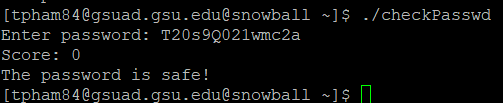 [tpham84@gsuad.gsu.edu@snowball ~]$ ./checkPasswd
Enter password: T20s9Q021wmc2a
Score: 0
The password is safe!
[tpham84@gsuad.gsu.edu@snowball ~]$